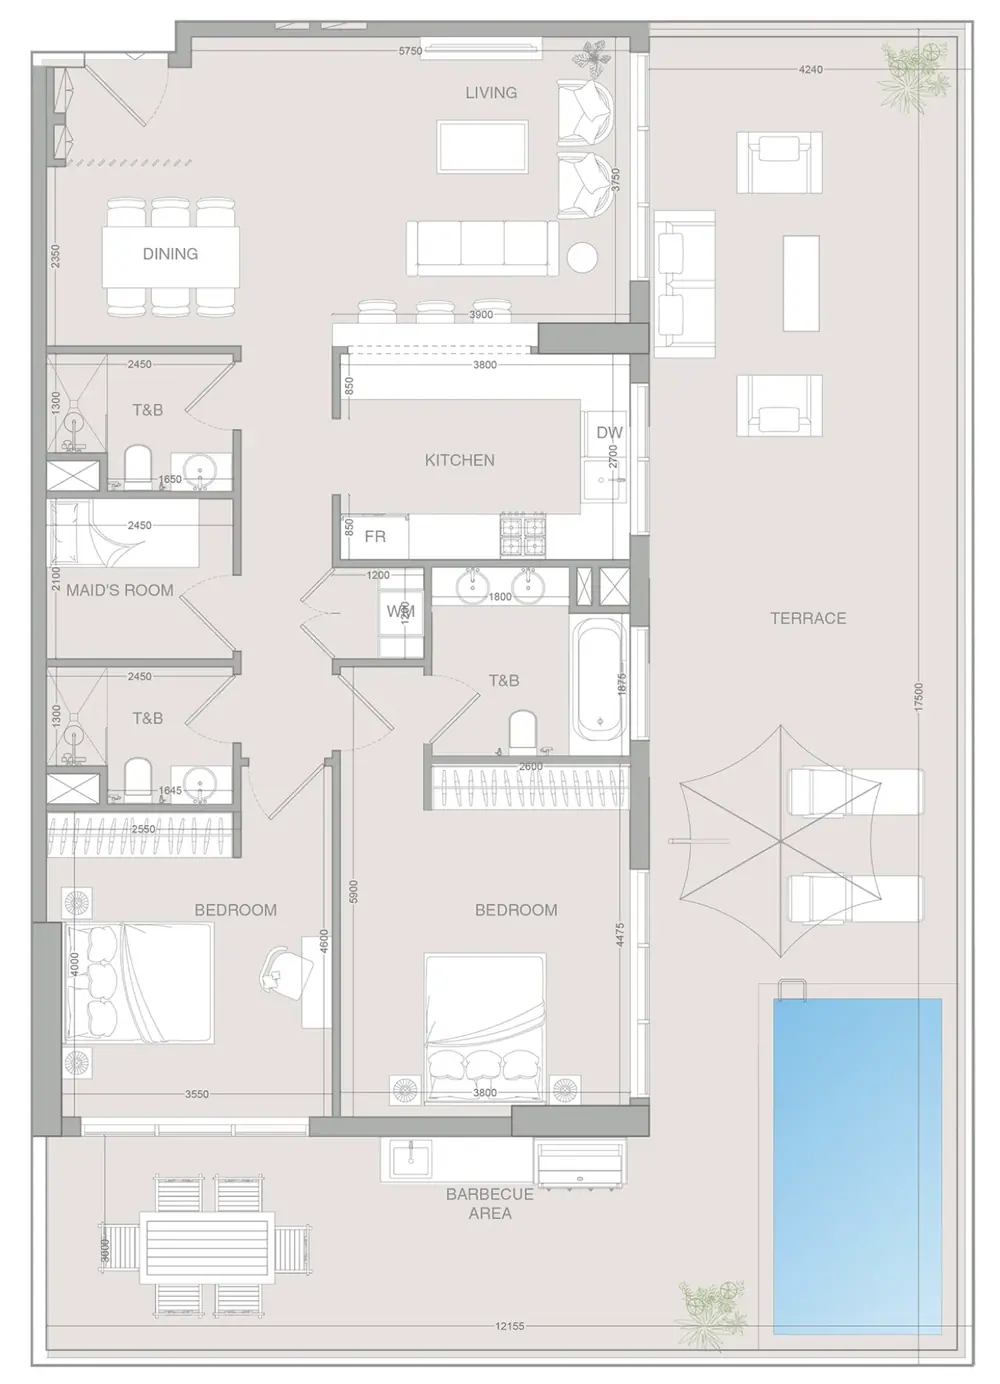 5750
4240
LIVING
3750
DINING
2350
3900
2450
3800
850
1300
T&B
DW
KITCHEN
2700
1650
850
FR
2450
2100
MAID'S ROOM
1200
WM
1200
1800
TERRACE
2450
T&B
1875
17500
1300
T&B
2600
1645
2550
5900
BEDROOM
BEDROOM
4475
4600
4000
3550
3800
BARBECUE
AREA
3000
12155